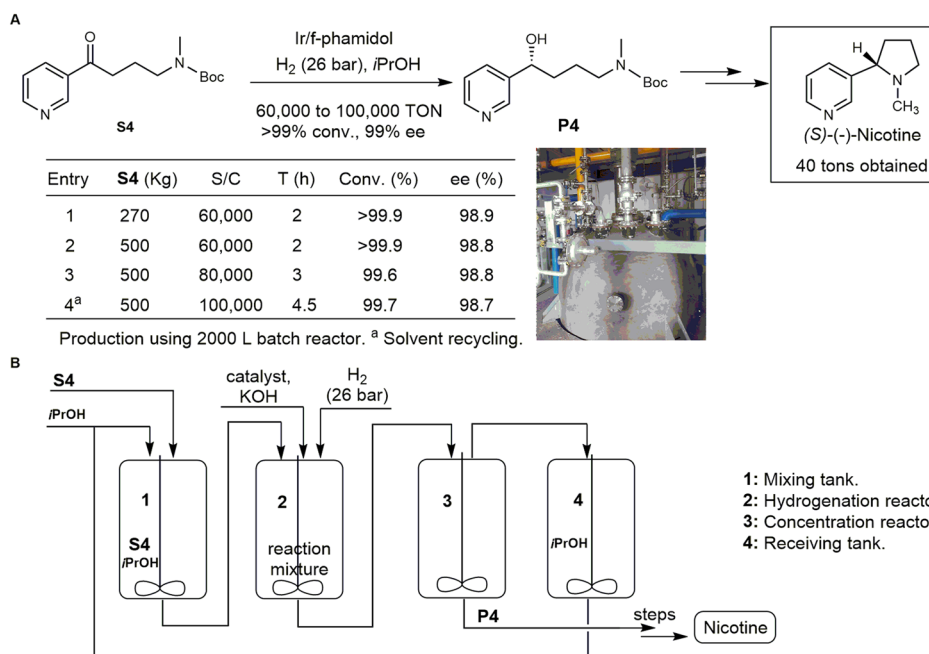 A
O
N
Boc
N
S4
Ir/f-phamidol
H2 (26 bar), iPrOH
60,000 to 100,000 TON
>99% conv., 99% ee
OH
N
Boc
N
P4
H
N
CH3
N
(S)-(-)-Nicotine
40 tons obtained
Entry S4 (Kg) S/C T (h) Conv. (%) ee (%)
1 270 60,000 2 >99.9 98.9
2 500 60,000 2 >99.9 98.8
3 500 80,000 3 99.6 98.8
4a 500 100,000 4.5 99.7 98.7
Production using 2000 L batch reactor. a Solvent recycling.
B
S4
iPrOH
catalyst,
KOH
H2
(26 bar)
1
S4
iPrOH
2
reaction
mixture
3
4
iPrOH
P4
steps
Nicotine
1: Mixing tank.
2: Hydrogenation reacto
3: Concentration reacto
4: Receiving tank.